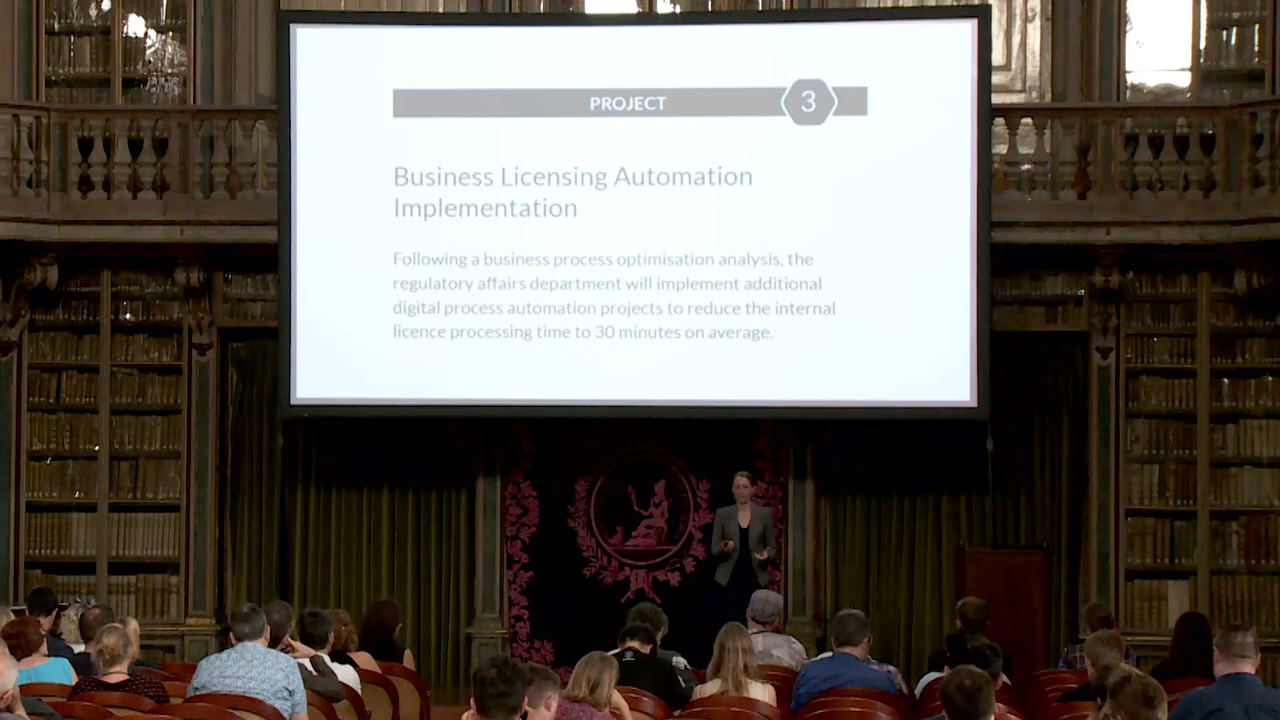 PROJECT 3
Business Licensing Automation
Implementation
Following a business process optimisation analysis, the
regulatory affairs department will implement additional
digital process automation projects to reduce the internal
licence processing time to 30 minutes on average.